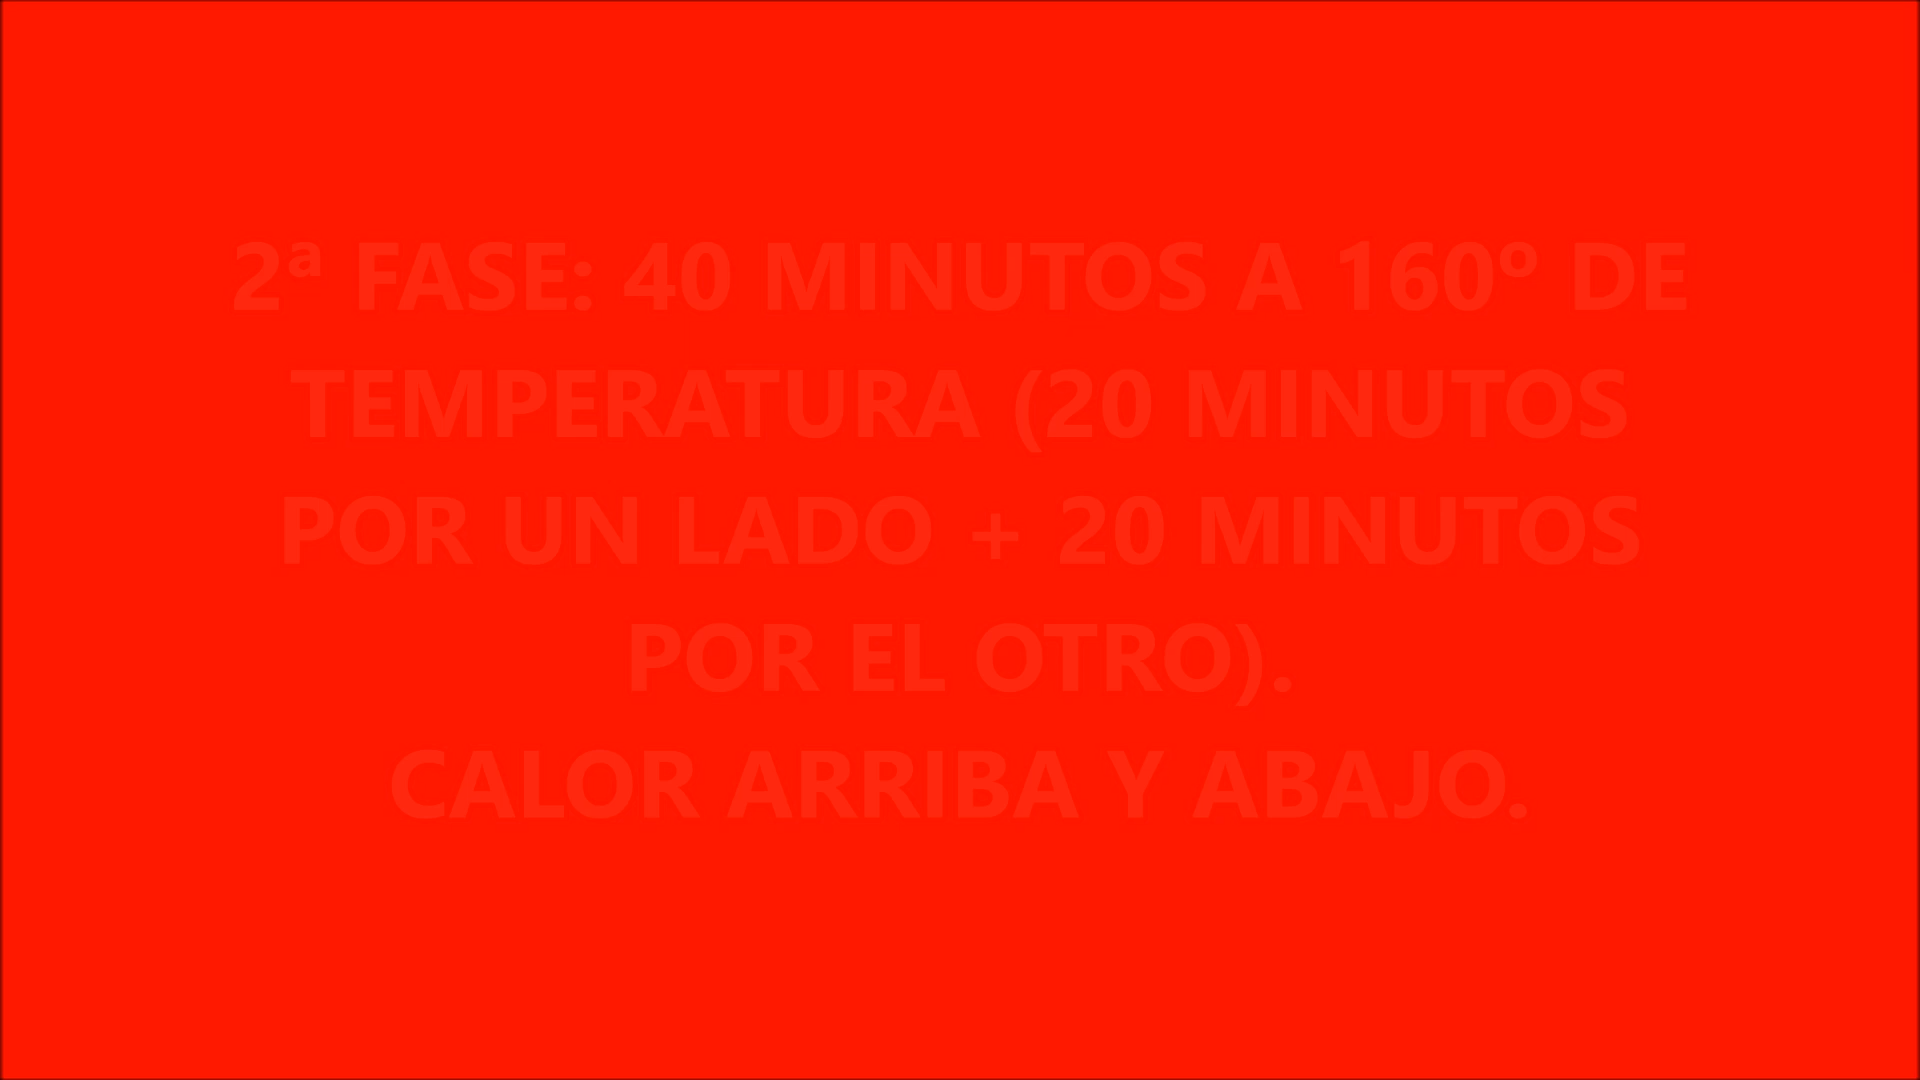 2ª FASE: 40 MINUTOS A 160º DE
TEMPERATURA (20 MINUTOS
POR UN LADO + 20 MINUTOS
POR EL OTRO).
CALOR ARRIBA Y ABAJO.